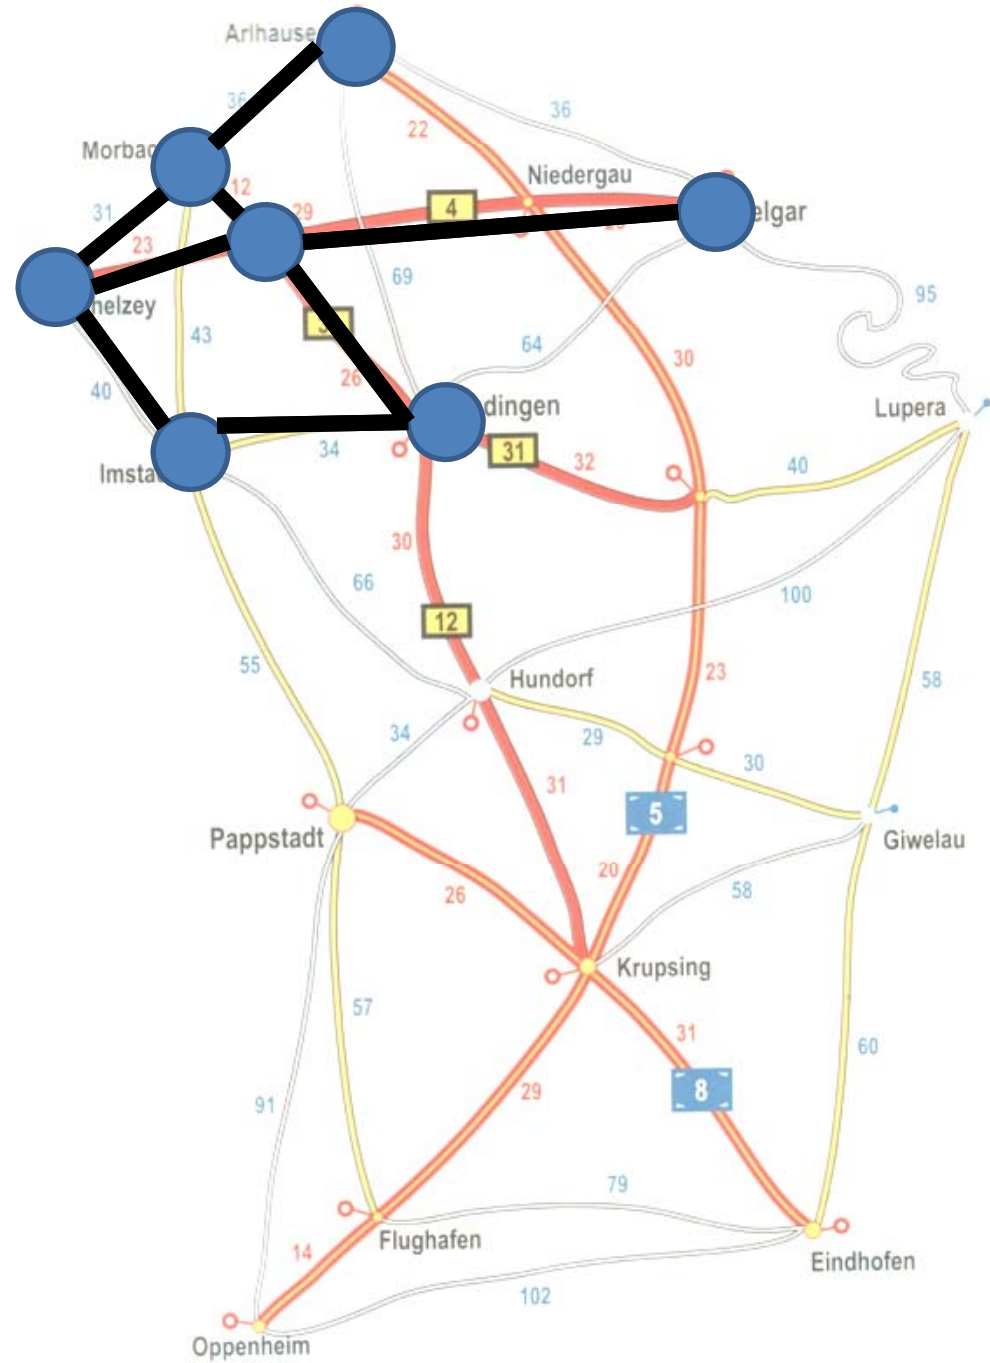 Arlhause
36
36
22
Morbac
Niedergau
12
31
29
4
elgar
23
69
95
helzey
43
64
30
40
26
dingen
Lupera
34
31
32
40
Imsta
30
66
100
12
55
Hundorf
23
58
34
29
30
31
5
Pappstadt
Giwelau
20
26
58
Krupsing
57
31
60
29
8
91
79
Flughafen
14
Eindhofen
102
Oppenheim